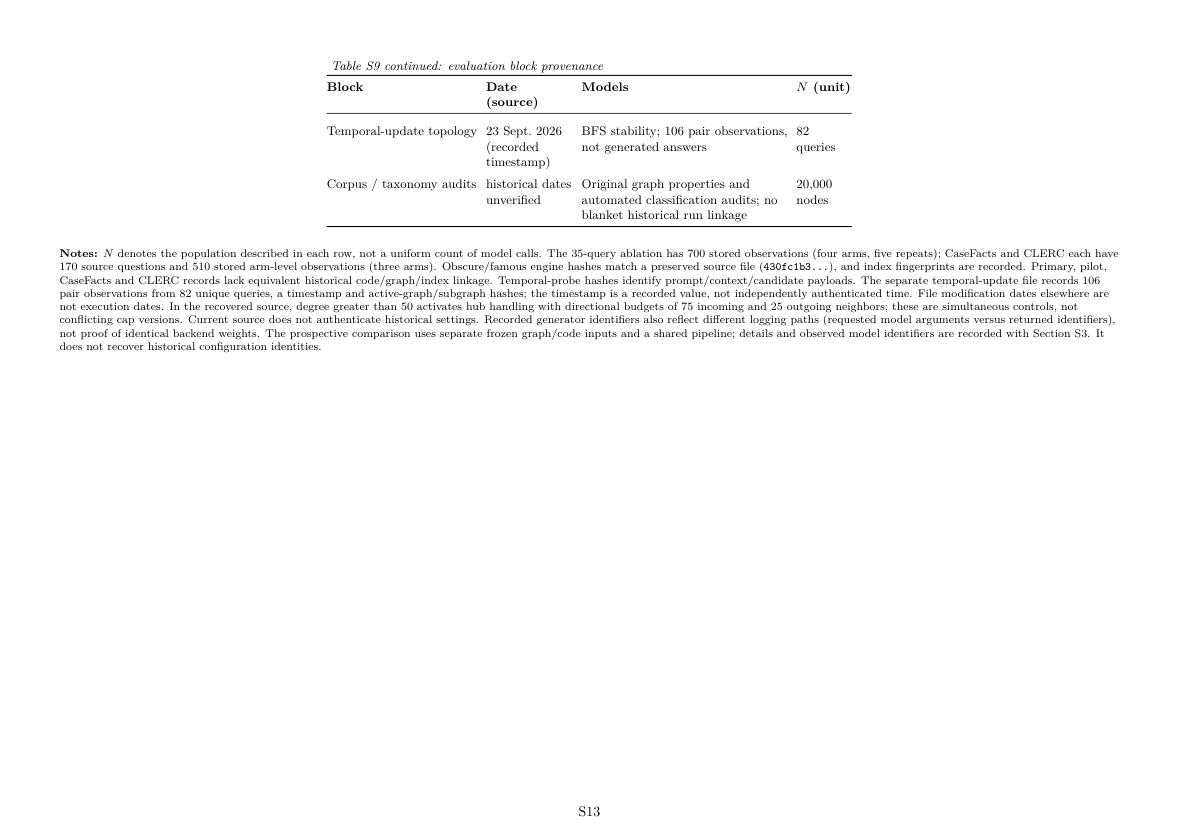 Table S9 continued: evaluation block provenance
Block Date (source) Models N (unit)
Temporal-update topology 23 Sept. 2026 (recorded timestamp) BFS stability; 106 pair observations, not generated answers 82 queries
Corpus / taxonomy audits historical dates unverified Original graph properties and automated classification audits; no blanket historical run linkage 20,000 nodes
Notes: N denotes the population described in each row, not a uniform count of model calls. The 35-query ablation has 700 stored observations (four arms, five repeats); CaseFacts and CLERC each have
170 source questions and 510 stored arm-level observations (three arms). Obscure/famous engine hashes match a preserved source file (430fc1b3...), and index fingerprints are recorded. Primary, pilot,
CaseFacts and CLERC records lack equivalent historical code/graph/index linkage. Temporal-probe hashes identify prompt/context/candidate payloads. The separate temporal-update file records 106
pair observations from 82 unique queries, a timestamp and active-graph/subgraph hashes; the timestamp is a recorded value, not independently authenticated time. File modification dates elsewhere are
not execution dates. In the recovered source, degree greater than 50 activates hub handling with directional budgets of 75 incoming and 25 outgoing neighbors; these are simultaneous controls, not
conflicting cap versions. Current source does not authenticate historical settings. Recorded generator identifiers also reflect different logging paths (requested model arguments versus returned identifiers),
not proof of identical backend weights. The prospective comparison uses separate frozen graph/code inputs and a shared pipeline; details and observed model identifiers are recorded with Section S3. It
does not recover historical configuration identities.
S13